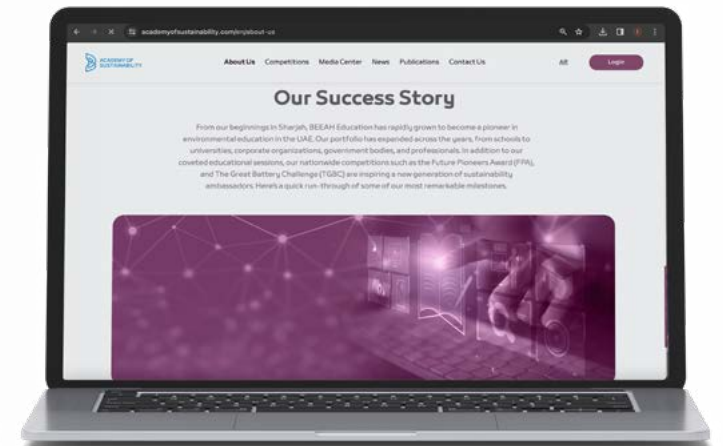 academyofsustainability.com/en/about-us
ACADEMY OF
SUSTAINABILITY
About Us Competitions Media Center News Publications Contact Us AR Login
Our Success Story
From our beginnings in Sharjah, BEEAH Education has rapidly grown to become a pioneer in
environmental education in the UAE. Our portfolio has expanded across the years, from schools to
universities, corporate organizations, government bodies, and professionals. In addition to our
coveted educational sessions, our nationwide competitions such as the Future Pioneers Award (FPA),
and The Great Battery Challenge (TGBC) are inspiring a new generation of sustainability
ambassadors. Here's a quick run-through of some of our most remarkable milestones.